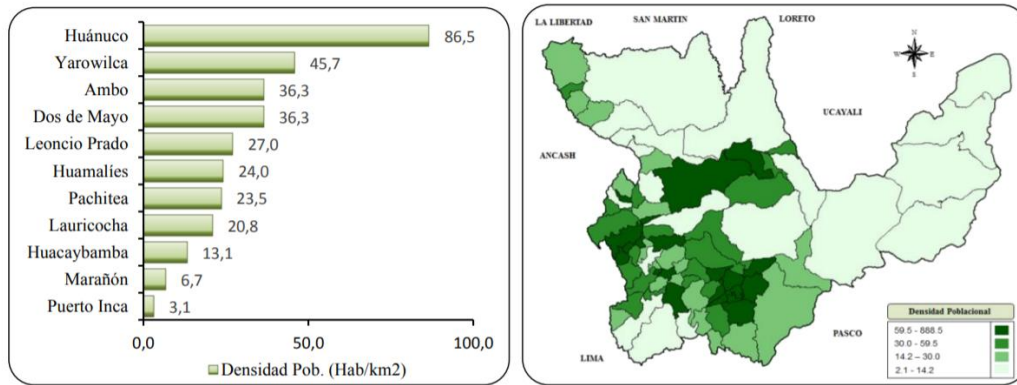 Huánuco 86,5
Yarowilca 45,7
Ambo 36,3
Dos de Mayo 36,3
Leoncio Prado 27,0
Huamalíes 24,0
Pachitea 23,5
Lauricocha 20,8
Huacaybamba 13,1
Marañón 6,7
Puerto Inca 3,1
0,0 50,0 100,0
Densidad Pob. (Hab/km2)
LA LIBERTAD
SAN MARTIN
LORETO
N
W E
S
UCAYALI
ANCASH
PASCO
LIMA
Densidad Poblacional
59.5 - 888.5
30.0 - 59.5
14.2 – 30.0
2.1 - 14.2